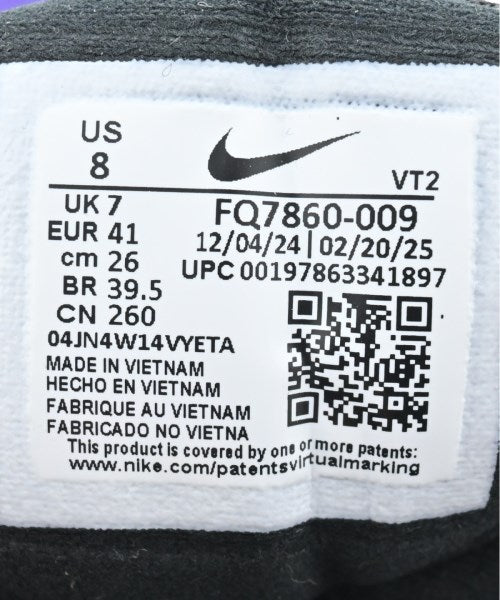 US
8
VT2
UK 7
EUR 41
cm 26
BR 39.5
CN 260
FQ7860-009
12/04/24 | 02/20/25
UPC 00197863341897
04JN4W14VYETA
MADE IN VIETNAM
HECHO EN VIETNAM
FABRIQUE AU VIETNAM
FABRICADO NO VIETNA
This product is covered by one or more patents:
www.nike.com/patentsvirtualmarking